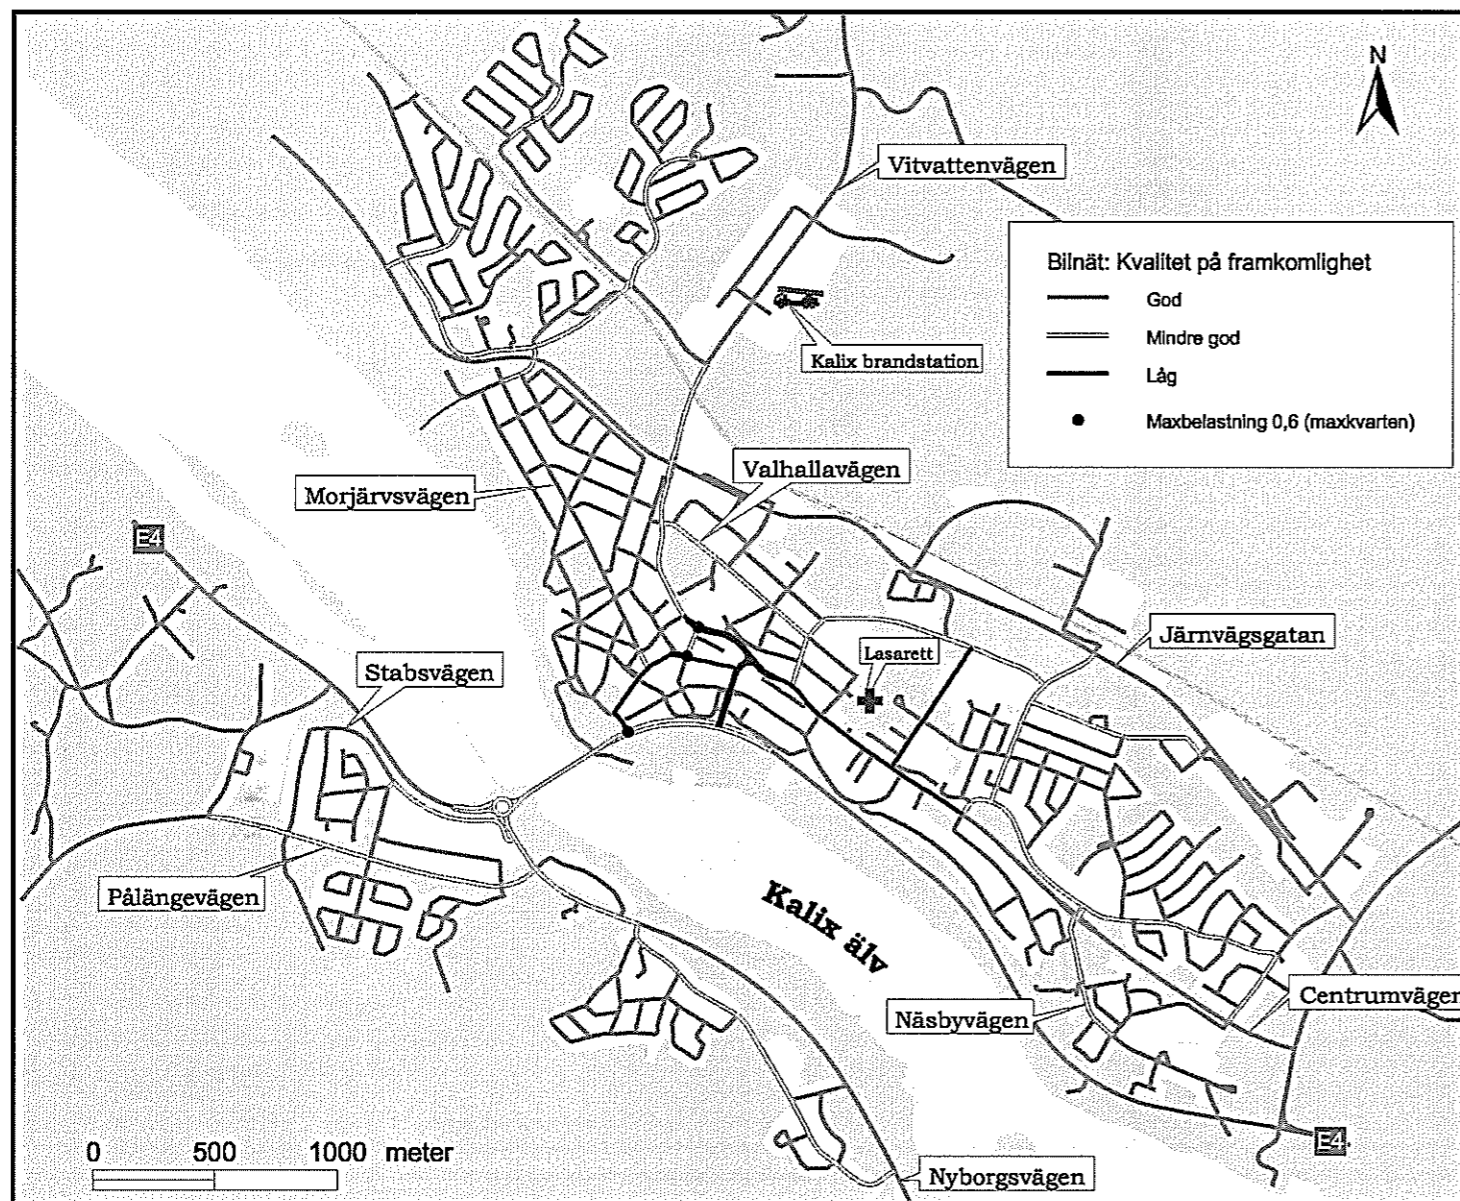 N
Vitvattenvägen
Bilnät: Kvalitet på framkomlighet
God
Mindre god
Låg
Maxbelastning 0,6 (maxkvarten)
Kalix brandstation
Valhallavägen
Morjärvsvägen
E4
Järnvägsgatan
Lasarett
Stabsvägen
Pålängevägen
Kalix älv
Näsbyvägen
Centrumvägen
E4
0 500 1000 meter
Nyborgsvägen